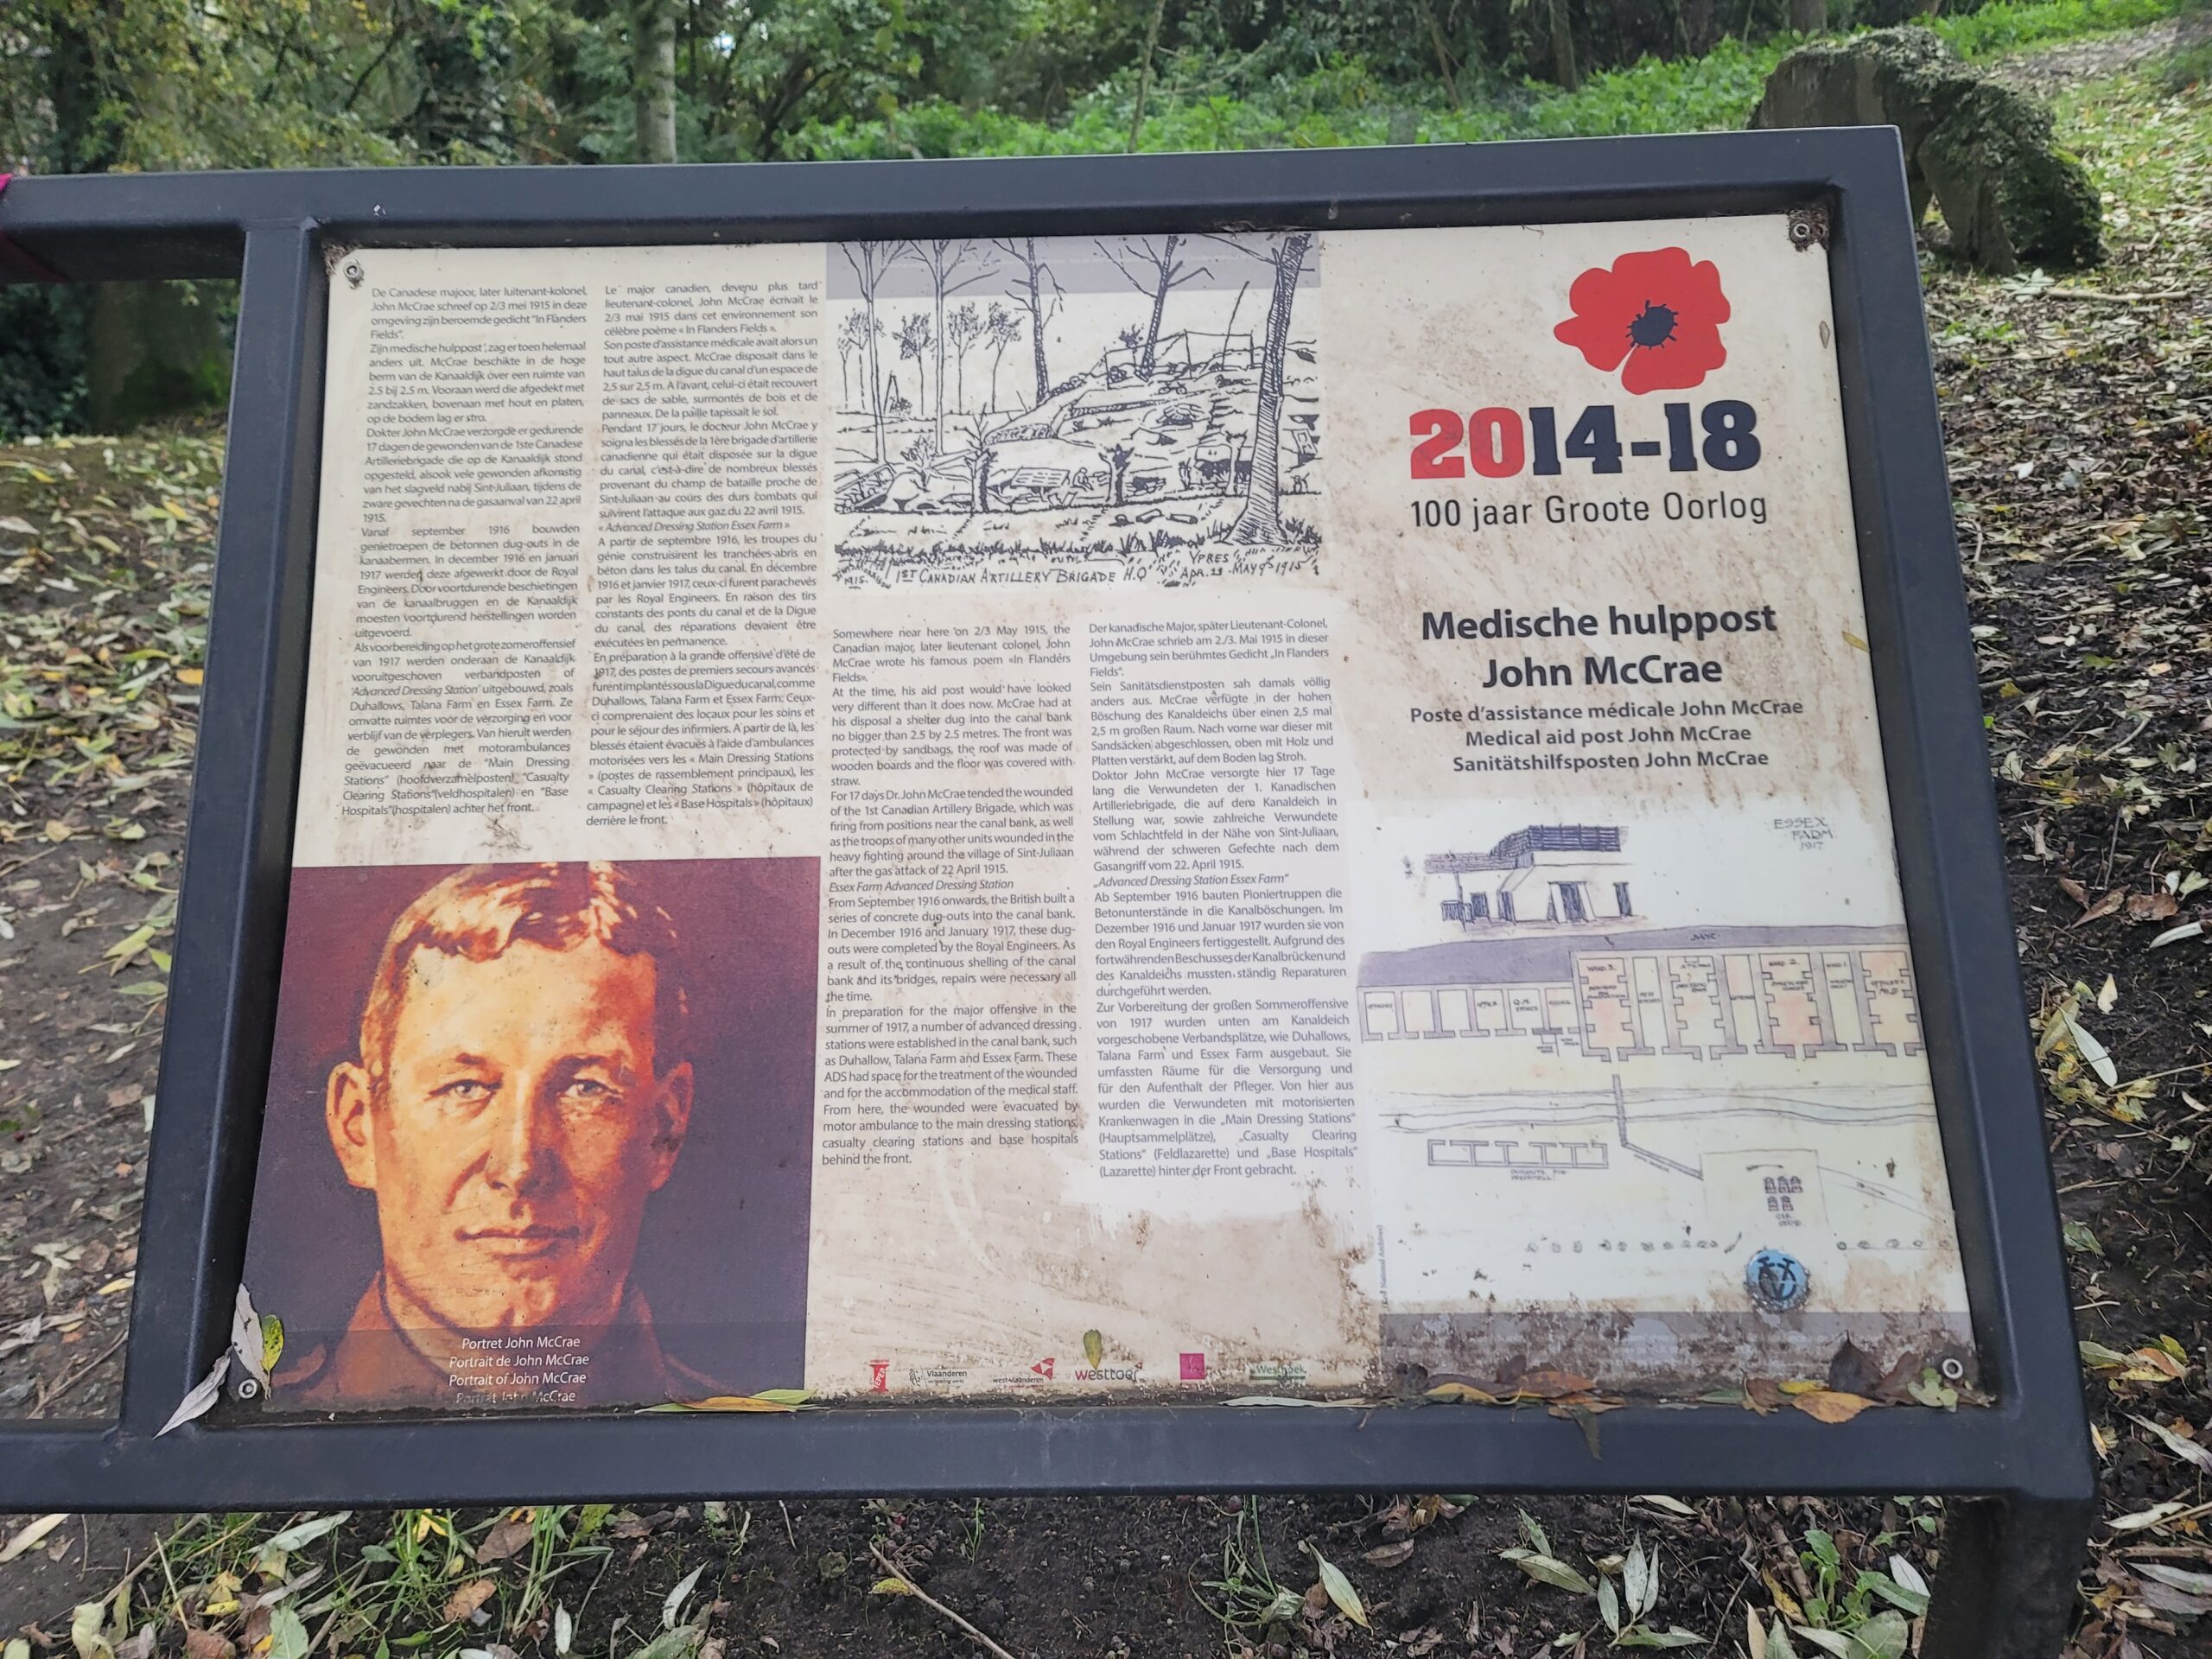 De Canadese majoor, later luitenant-kolonel,
John McCrae schreef op 2/3 mei 1915 in deze
omgeving zijn beroemde gedicht "In Flanders
Fields".
Zijn medische hulppost, zag er toen helemaal
anders uit. McCrae beschikte in de hoge
berm van de Kanaaldijk over een ruimte van
2.5 bij 2.5 m. Vooraan werd die afgedekt met
zandzakken, bovenaan met hout en platen,
op de bodem lag er stro.
Dokter John McCrae verzorgde er gedurende
17 dagen de gewonden van de 1ste Canadese
Artilleriebrigade die op de Kanaaldijk stond
opgesteld, alsook vele gewonden afkomstig
van het slagveld nabij Sint-Juliaan, tijdens de
zware gevechten na de gasaanval van 22 april
1915.
Vanaf september 1916 bouwden
genietroepen de betonnen dug-outs in de
kanaalbermen. In december 1916 en januari
1917 werden deze afgewerkt door de Royal
Engineers. Door voortdurende beschietingen
van de kanaalbruggen en de Kanaaldijk
moesten voortdurend herstellingen worden
uitgevoerd.
Als voorbereiding op het grote zomeroffensief
van 1917 werden onderaan de Kanaaldijk
vooruitgeschoven verbandposten of
'Advanced Dressing Station' uitgebouwd, zoals
Duhallows, Talana Farm en Essex Farm. Ze
omvatte ruimtes voor de verzorging en voor
verblijf van de verplegers. Van hieruit werden
de gewonden met motorambulances
geëvacueerd naar de "Main Dressing
Stations" (hoofdverzamelposten), "Casualty
Clearing Stations"(veldhospitalen) en "Base
Hospitals"(hospitalen) achter het front.
Le major canadien, devenu plus tard
lieutenant-colonel, John McCrae écrivait le
2/3 mai 1915 dans cet environnement son
célèbre poème « In Flanders Fields ».
Son poste d'assistance médicale avait alors un
tout autre aspect. McCrae disposait dans le
haut talus de la digue du canal d'un espace de
2,5 sur 2,5 m. A l'avant, celui-ci était recouvert
de sacs de sable, surmontés de bois et de
panneaux. De la paille tapissait le sol.
Pendant 17 jours, le docteur John McCrae y
soigna les blessés de la 1ère brigade d'artillerie
canadienne qui était disposée sur la digue
du canal, c'est-à-dire de nombreux blessés
provenant du champ de bataille proche de
Sint-Juliaan au cours des durs combats qui
suivirent l'attaque aux gaz du 22 avril 1915.
« Advanced Dressing Station Essex Farm »
A partir de septembre 1916, les troupes du
génie construisirent les tranchées-abris en
béton dans les talus du canal. En décembre
1916 et janvier 1917, ceux-ci furent parachevés
par les Royal Engineers. En raison des tirs
constants des ponts du canal et de la Digue
du canal, des réparations devaient être
exécutées en permanence.
En préparation à la grande offensive d'été de
1917, des postes de premiers secours avancés
furent implantés sous la Digue du canal, comme
Duhallows, Talana Farm et Essex Farm. Ceux-
ci comprenaient des locaux pour les soins et
pour le séjour des infirmiers. A partir de là, les
blessés étaient évacués à l'aide d'ambulances
motorisées vers les « Main Dressing Stations
» (postes de rassemblement principaux), les
« Casualty Clearing Stations » (hôpitaux de
campagne) et les « Base Hospitals » (hôpitaux)
derrière le front.
Portret John McCrae
Portrait de John McCrae
Portrait of John McCrae
Porträt John McCrae
1915.
1ST CANADIAN ARTILLERY BRIGADE H.Q
YPRES
APR. 23 - MAY 9TH 1915
Somewhere near here on 2/3 May 1915, the
Canadian major, later lieutenant colonel, John
McCrae wrote his famous poem «In Flanders
Fields».
At the time, his aid post would have looked
very different than it does now. McCrae had at
his disposal a shelter dug into the canal bank
no bigger than 2.5 by 2.5 metres. The front was
protected by sandbags, the roof was made of
wooden boards and the floor was covered with
straw.
For 17 days Dr. John McCrae tended the wounded
of the 1st Canadian Artillery Brigade, which was
firing from positions near the canal bank, as well
as the troops of many other units wounded in the
heavy fighting around the village of Sint-Juliaan
after the gas attack of 22 April 1915.
Essex Farm Advanced Dressing Station
From September 1916 onwards, the British built a
series of concrete dug-outs into the canal bank.
In December 1916 and January 1917, these dug-
outs were completed by the Royal Engineers. As
a result of the continuous shelling of the canal
bank and its bridges, repairs were necessary all
the time.
In preparation for the major offensive in the
summer of 1917, a number of advanced dressing
stations were established in the canal bank, such
as Duhallow, Talana Farm and Essex Farm. These
ADS had space for the treatment of the wounded
and for the accommodation of the medical staff.
From here, the wounded were evacuated by
motor ambulance to the main dressing stations,
casualty clearing stations and base hospitals
behind the front.
Der kanadische Major, später Lieutenant-Colonel,
John McCrae schrieb am 2./3. Mai 1915 in dieser
Umgebung sein berühmtes Gedicht „In Flanders
Fields".
Sein Sanitätsdienstposten sah damals völlig
anders aus. McCrae verfügte in der hohen
Böschung des Kanaldeichs über einen 2,5 mal
2,5 m großen Raum. Nach vorne war dieser mit
Sandsäcken abgeschlossen, oben mit Holz und
Platten verstärkt, auf dem Boden lag Stroh.
Doktor John McCrae versorgte hier 17 Tage
lang die Verwundeten der 1. Kanadischen
Artilleriebrigade, die auf dem Kanaldeich in
Stellung war, sowie zahlreiche Verwundete
vom Schlachtfeld in der Nähe von Sint-Juliaan,
während der schweren Gefechte nach dem
Gasangriff vom 22. April 1915.
„Advanced Dressing Station Essex Farm"
Ab September 1916 bauten Pioniertruppen die
Betonunterstände in die Kanalböschungen. Im
Dezember 1916 und Januar 1917 wurden sie von
den Royal Engineers fertiggestellt. Aufgrund des
fortwährenden Beschusses der Kanalbrücken und
des Kanaldeichs mussten ständig Reparaturen
durchgeführt werden.
Zur Vorbereitung der großen Sommeroffensive
von 1917 wurden unten am Kanaldeich
vorgeschobene Verbandsplätze, wie Duhallows,
Talana Farm und Essex Farm ausgebaut. Sie
umfassten Räume für die Versorgung und
für den Aufenthalt der Pfleger. Von hier aus
wurden die Verwundeten mit motorisierten
Krankenwagen in die „Main Dressing Stations"
(Hauptsammelplätze), „Casualty Clearing
Stations" (Feldlazarette) und „Base Hospitals"
(Lazarette) hinter der Front gebracht.
IEPER
Vlaanderen
west-vlaanderen
westtoer
Westhoek
2014-18
100 jaar Groote Oorlog
Medische hulppost
John McCrae
Poste d'assistance médicale John McCrae
Medical aid post John McCrae
Sanitätshilfsposten John McCrae
ESSEX
FARM
1917
WARD 3.
WARD 2.
National Archives)